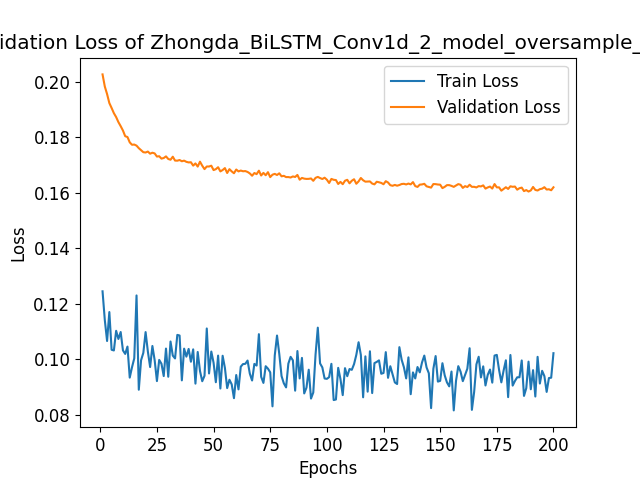 idation Loss of Zhongda_BiLSTM_Conv1d_2_model_oversample_
Train Loss
Validation Loss
Loss
0.20
0.18
0.16
0.14
0.12
0.10
0.08
0 25 50 75 100 125 150 175 200
Epochs